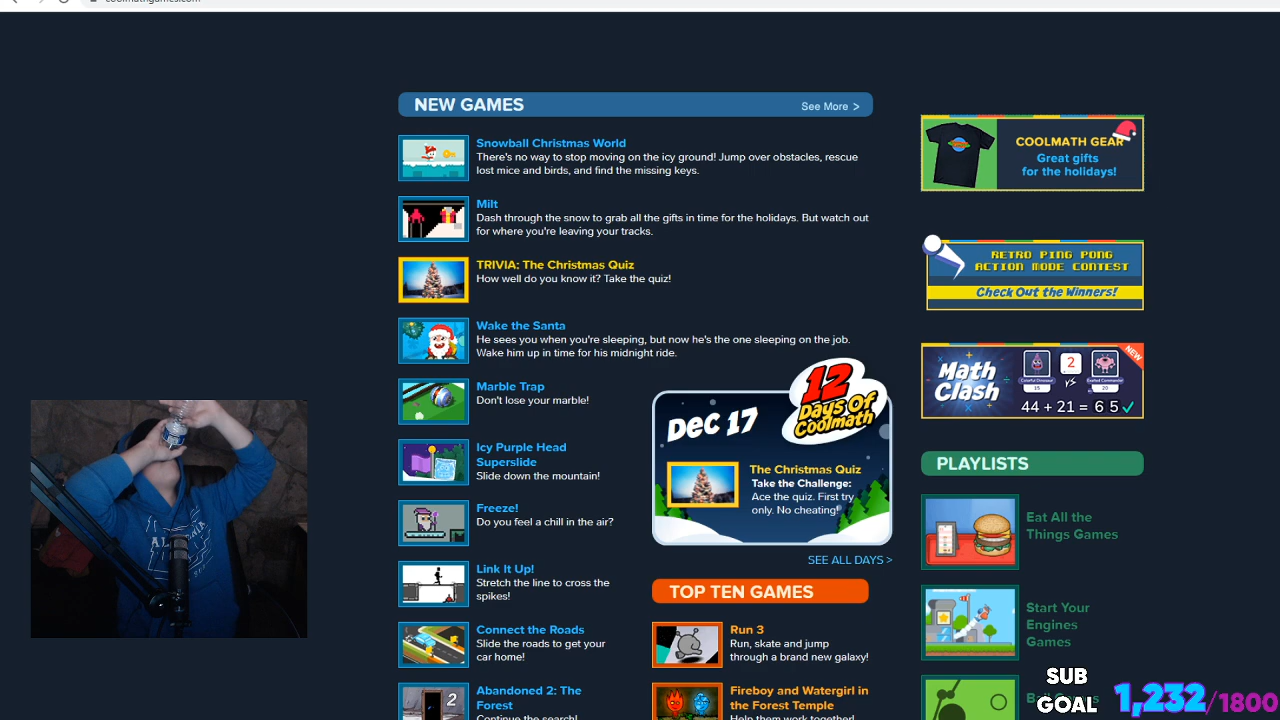 NEW GAMES
See More >
Snowball Christmas World
There's no way to stop moving on the icy ground! Jump over obstacles, rescue
lost mice and birds, and find the missing keys.
Milt
Dash through the snow to grab all the gifts in time for the holidays. But watch out
for where you're leaving your tracks.
TRIVIA: The Christmas Quiz
How well do you know it? Take the quiz!
Wake the Santa
He sees you when you're sleeping, but now he's the one sleeping on the job.
Wake him up in time for his midnight ride.
Marble Trap
Don't lose your marble!
Icy Purple Head
Superslide
Slide down the mountain!
Freeze!
Do you feel a chill in the air?
Link It Up!
Stretch the line to cross the
spikes!
Connect the Roads
Slide the roads to get your
car home!
2
Abandoned 2: The
Forest
Continue the search!
Dec 17
12
Days Of
Coolmath
The Christmas Quiz
Take the Challenge:
Ace the quiz. First try
only. No cheating!
SEE ALL DAYS >
TOP TEN GAMES
Run 3
Run, skate and jump
through a brand new galaxy!
Fireboy and Watergirl in
the Forest Temple
Help them work together!
COOLMATH GEAR
Great gifts
for the holidays!
RETRO PING PONG
ACTION MODE CONTEST
Check Out the Winners!
Math
Clash
NEW
2
VS
44 + 21 = 6 5
PLAYLISTS
Eat All the
Things Games
Start Your
Engines
Games
SUB
GOAL
1,232/1800